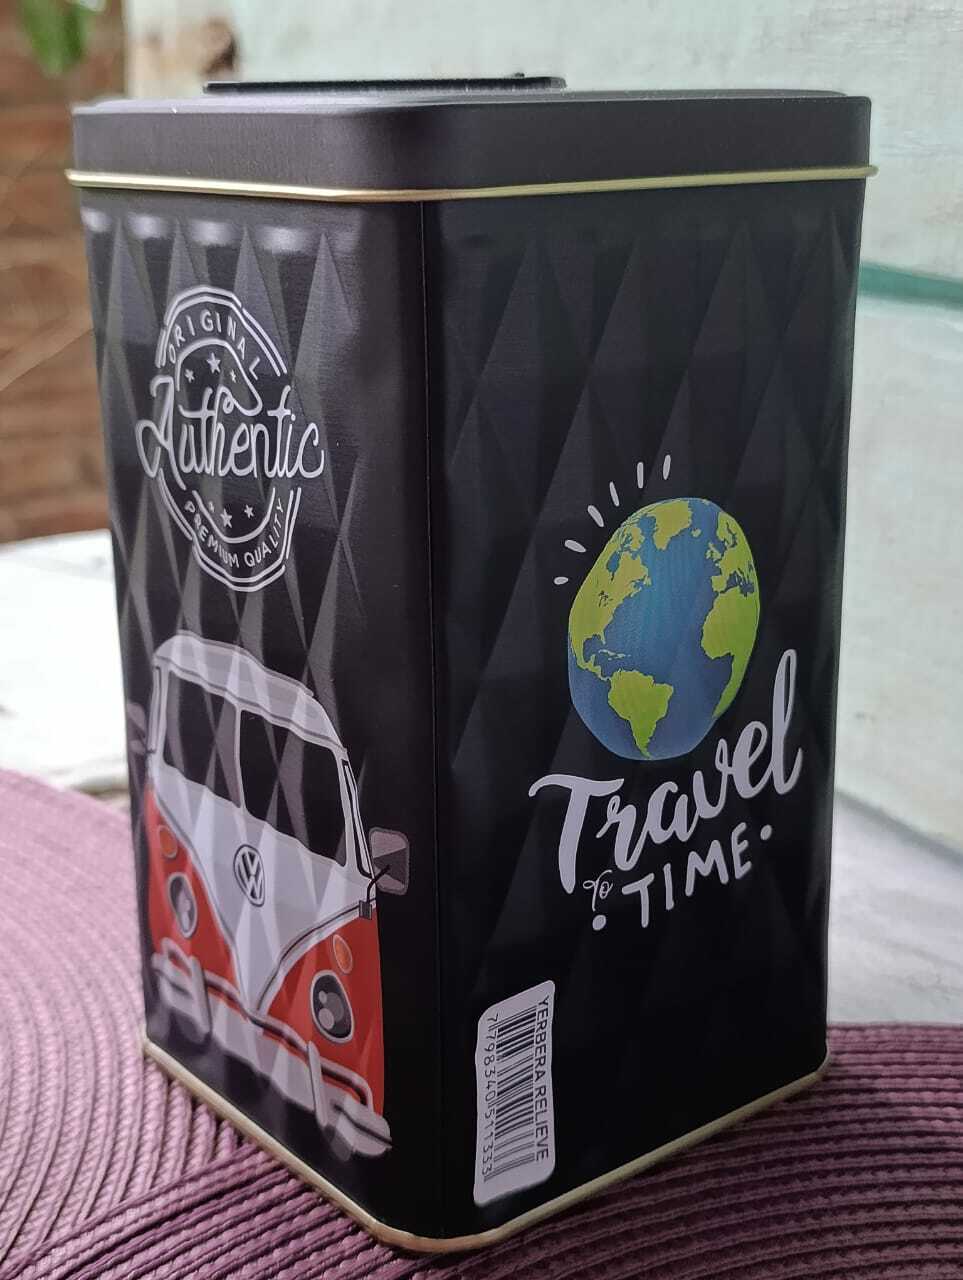 ORIGINAL
Authentic
PREMIUM QUALITY
VW
Travel
To TIME
YERBERA RELIEVE
7798340511333